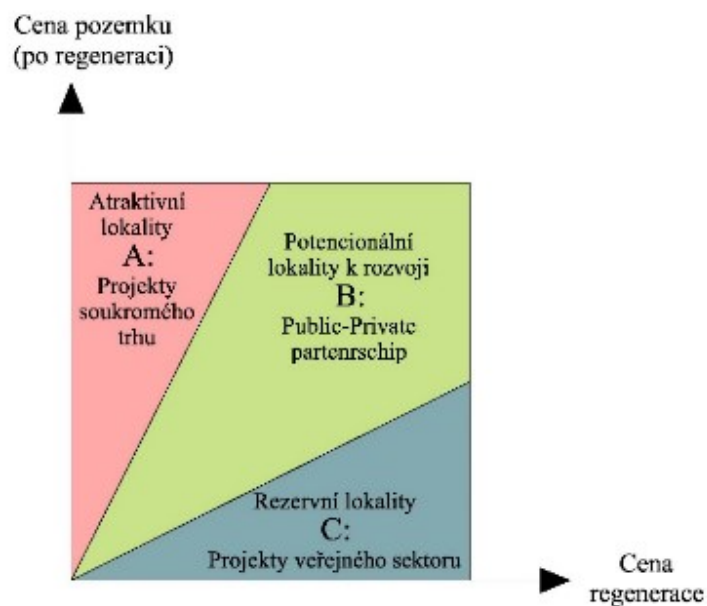 Cena pozemku
(po regeneraci)
Atraktivní
lokality
A:
Projekty
soukromého
trhu
Potencionální
lokality k rozvoji
B:
Public-Private
partenrschip
Rezervní lokality
C:
Projekty veřejného sektoru
Cena
regenerace